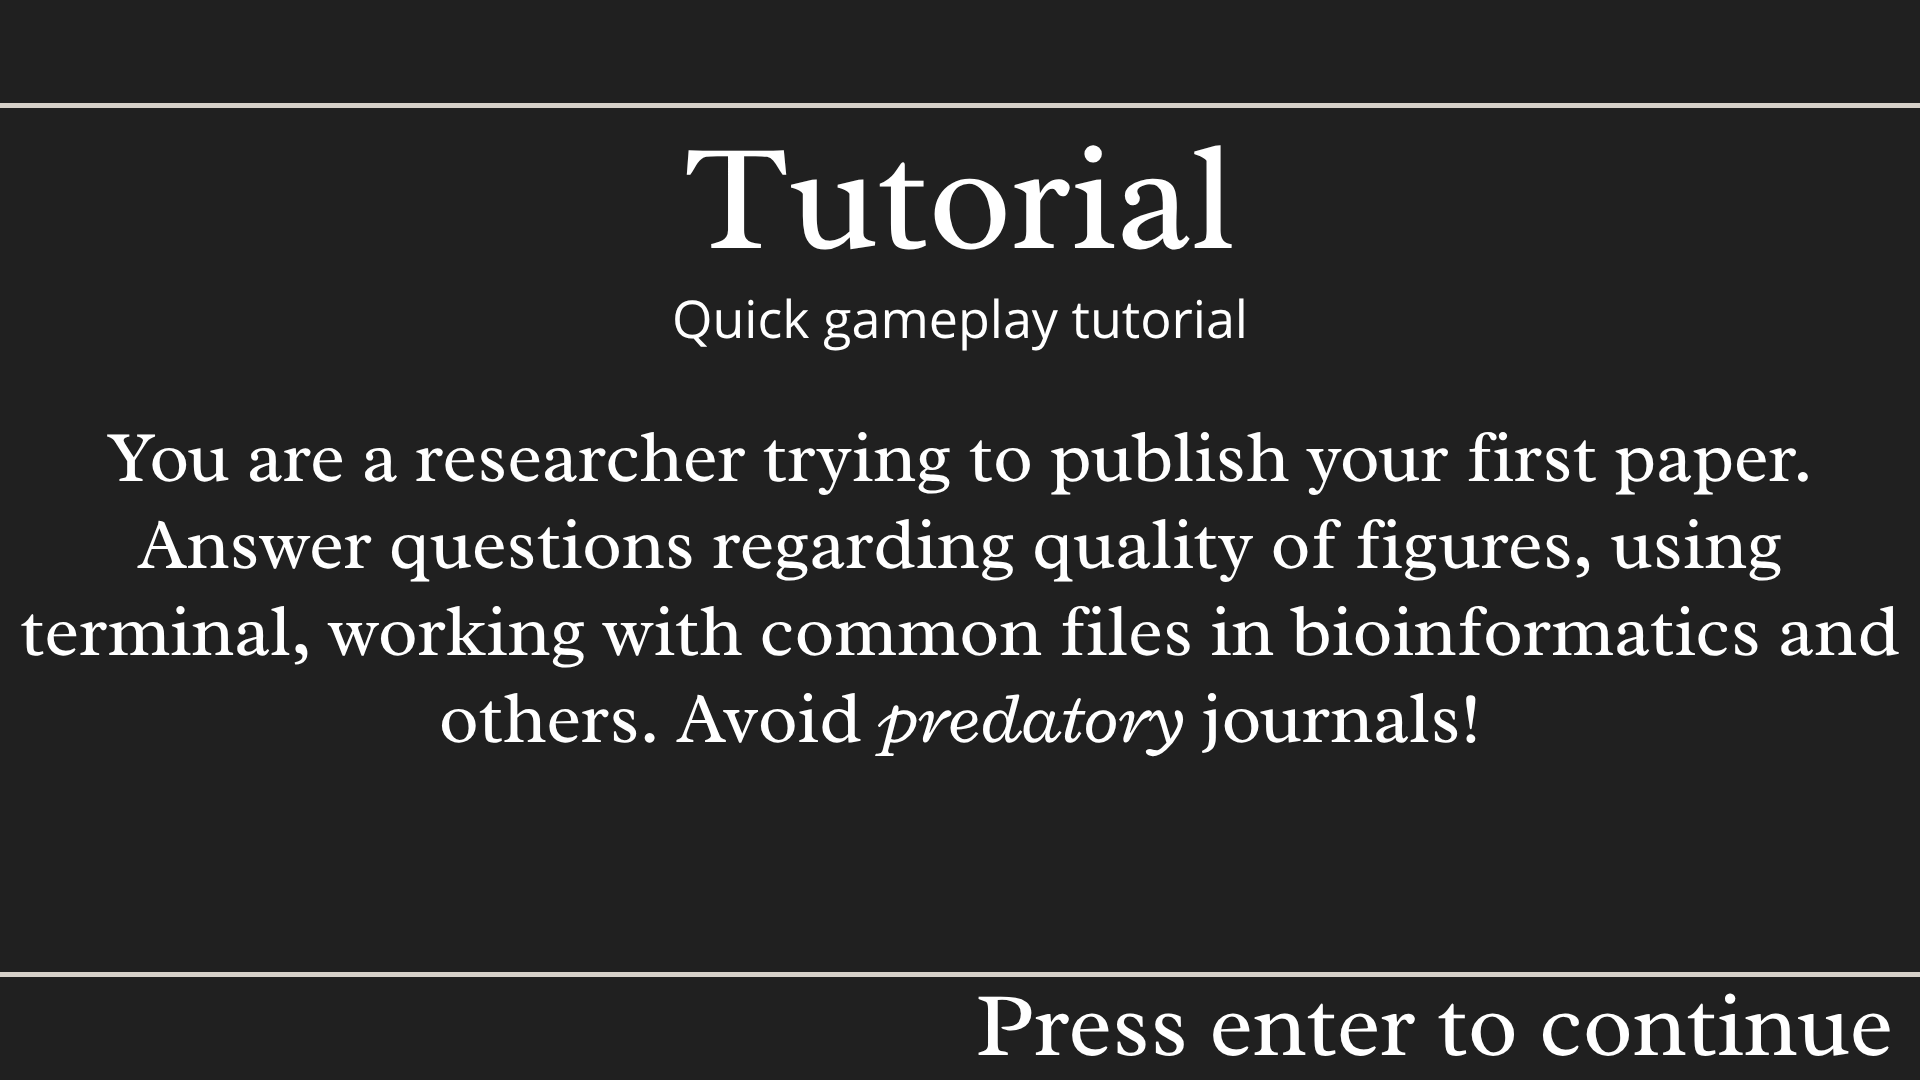 Tutorial
Quick gameplay tutorial
You are a researcher trying to publish your first paper.
Answer questions regarding quality of figures, using
terminal, working with common files in bioinformatics and
others. Avoid predatory journals!
Press enter to continue